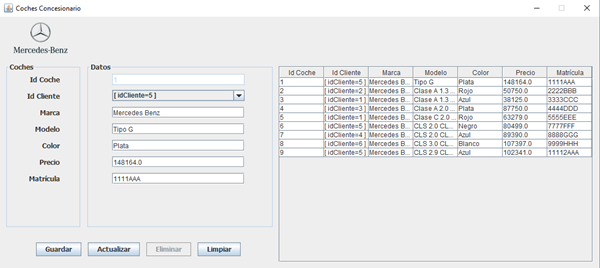 Coches Concesionario
Mercedes-Benz
Coches
Datos
Id Coche 1
Id Cliente [ idCliente=5 ]
Marca Mercedes Benz
Modelo Tipo G
Color Plata
Precio 148164.0
Matrícula 1111AAA
Guardar Actualizar Eliminar Limpiar
Id Coche Id Cliente Marca Modelo Color Precio Matrícula
1 [ idCliente=5 ] Mercedes B... Tipo G Plata 148164.0 1111AAA
2 [ idCliente=2 ] Mercedes B... Clase A 1.3 ... Rojo 50750.0 2222BBB
3 [ idCliente=1 ] Mercedes B... Clase A 1.3 ... Azul 38125.0 3333CCC
4 [ idCliente=3 ] Mercedes B... Clase A 2.0 ... Plata 87750.0 4444DDD
5 [ idCliente=1 ] Mercedes B... Clase C 2.0 ... Rojo 63279.0 5555EEE
6 [ idCliente=5 ] Mercedes B... CLS 2.0 CL... Negro 80499.0 7777FFF
7 [ idCliente=4 ] Mercedes B... CLS 2.0 CL... Azul 89390.0 8888GGG
8 [ idCliente=6 ] Mercedes B... CLS 3.0 CL... Blanco 107397.0 9999HHH
9 [ idCliente=5 ] Mercedes B... CLS 2.9 CL... Azul 102341.0 11112AAA